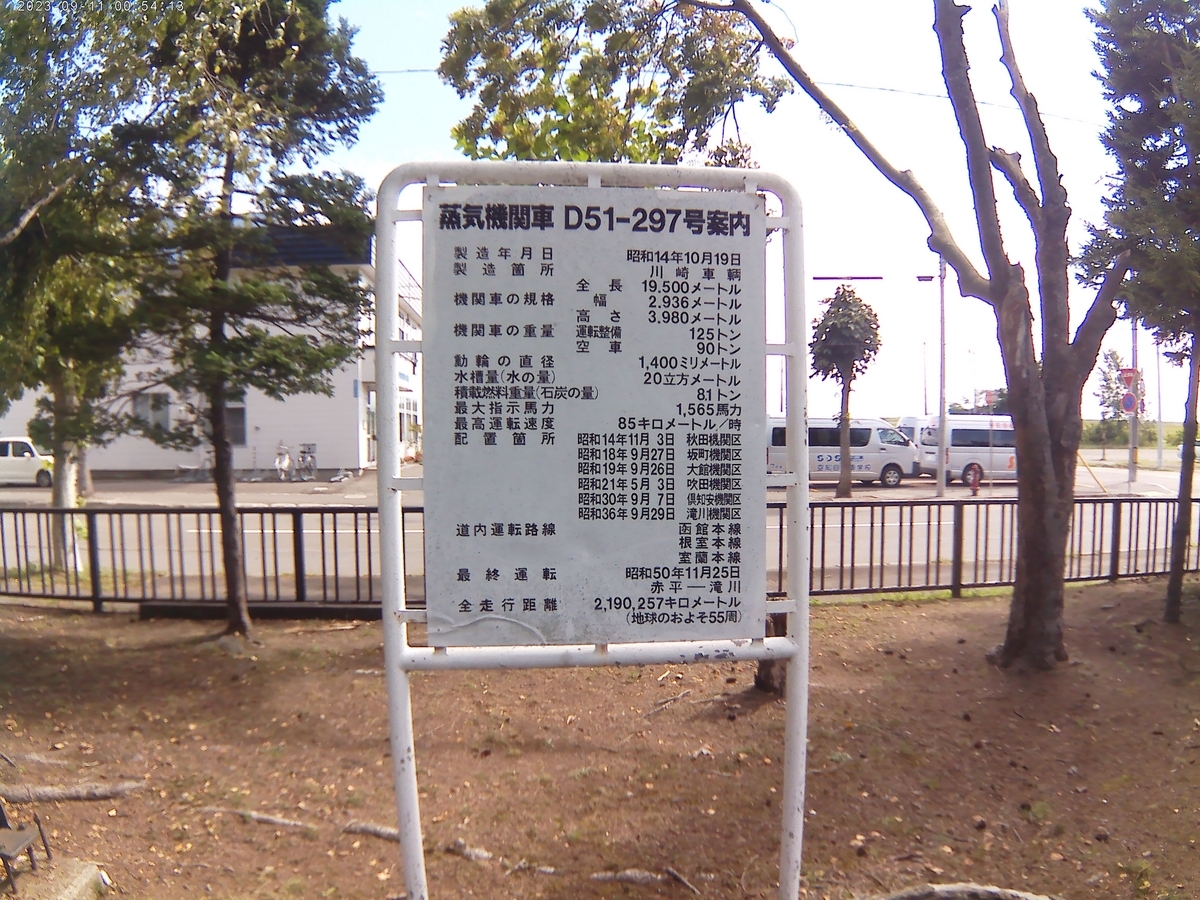 2023-09-11 00:54:13
蒸気機関車 D51-297号案内
製造年月日 昭和14年10月19日
製造箇所 川崎車輌
全長 19.500メートル
機関車の規格 幅 2.936メートル
高さ 3.980メートル
機関車の重量 運転整備 125トン
空車 90トン
動輪の直径 1,400ミリメートル
水槽量(水の量) 20立方メートル
積載燃料重量(石炭の量) 8.1トン
最大指示馬力 1,565馬力
最高運転速度 85キロメートル/時
配置箇所 昭和14年11月3日 秋田機関区
昭和18年9月27日 坂町機関区
昭和19年9月26日 大館機関区
昭和21年5月3日 吹田機関区
昭和30年9月7日 倶知安機関区
昭和36年9月29日 滝川機関区
道内運転路線 函館本線
根室本線
室蘭本線
最終運転 昭和50年11月25日
赤平—滝川
全走行距離 2,190,257キロメートル
(地球のおよそ55周)